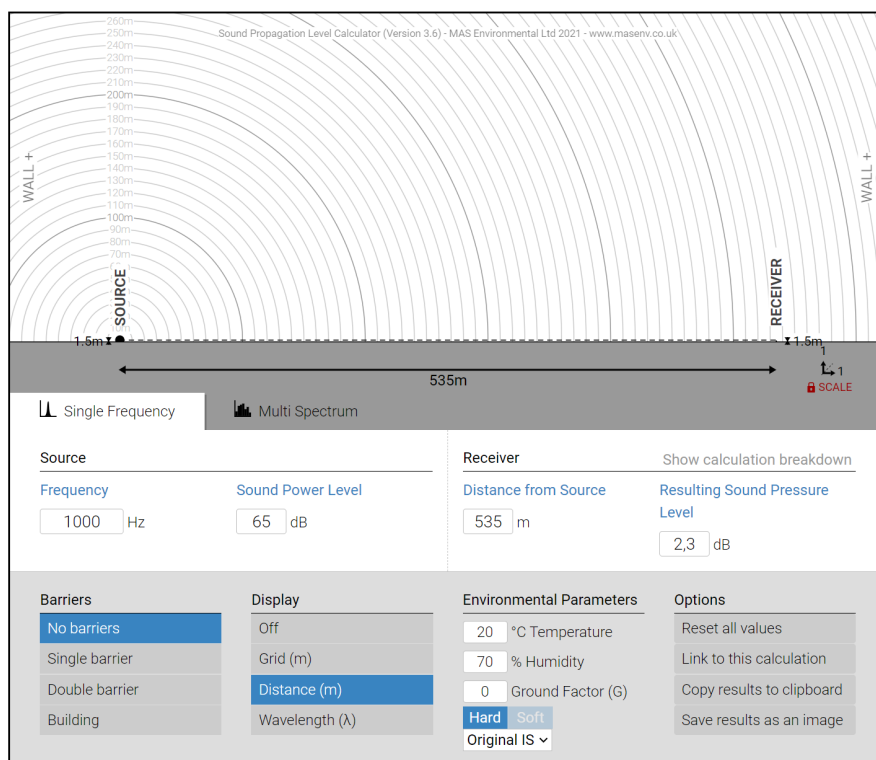 260m
250m
Sound Propagation Level Calculator (Version 3.6) - MAS Environmental Ltd 2021 - www.masenv.co.uk
240m
230m
220m
210m
200m
190m
180m
170m
160m
150m
140m
130m
120m
110m
100m
90m
80m
70m
WALL +
WALL +
SOURCE
RECEIVER
1.5m
1.5m
1
1
535m
SCALE
Single Frequency
Multi Spectrum
Source
Frequency
Sound Power Level
1000 Hz
65 dB
Receiver
Show calculation breakdown
Distance from Source
Resulting Sound Pressure
Level
535 m
2,3 dB
Barriers
No barriers
Single barrier
Double barrier
Building
Display
Off
Grid (m)
Distance (m)
Wavelength (λ)
Environmental Parameters
20 °C Temperature
70 % Humidity
0 Ground Factor (G)
Hard Soft
Original IS
Options
Reset all values
Link to this calculation
Copy results to clipboard
Save results as an image